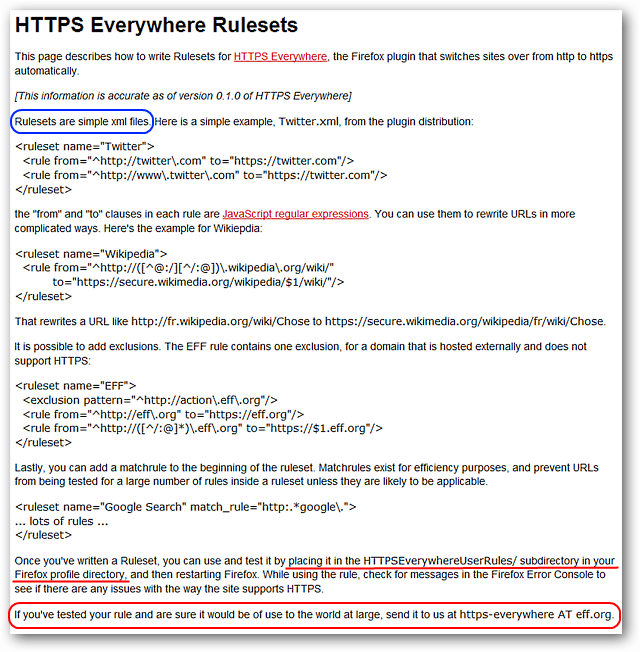 HTTPS Everywhere Rulesets
This page describes how to write Rulesets for HTTPS Everywhere, the Firefox plugin that switches sites over from http to https
automatically.
[This information is accurate as of version 0.1.0 of HTTPS Everywhere]
Rulesets are simple xml files. Here is a simple example, Twitter.xml, from the plugin distribution:
<ruleset name="Twitter">
<rule from="^http://twitter\.com" to="https://twitter.com"/>
<rule from="^http://www\.twitter\.com" to="https://twitter.com"/>
</ruleset>
the "from" and "to" clauses in each rule are JavaScript regular expressions. You can use them to rewrite URLs in more
complicated ways. Here's the example for Wikiepdia:
<ruleset name="Wikipedia">
<rule from="^http://([^@:/][^/:@])\.wikipedia\.org/wiki/"
to="https://secure.wikimedia.org/wikipedia/$1/wiki/"/>
</ruleset>
That rewrites a URL like http://fr.wikipedia.org/wiki/Chose to https://secure.wikimedia.org/wikipedia/fr/wiki/Chose.
It is possible to add exclusions. The EFF rule contains one exclusion, for a domain that is hosted externally and does not
support HTTPS:
<ruleset name="EFF">
<exclusion pattern="^http://action\.eff\.org"/>
<rule from="^http://eff\.org" to="https://eff.org"/>
<rule from="^http://([^/:@]*)\.eff\.org" to="https://$1.eff.org"/>
</ruleset>
Lastly, you can add a matchrule to the beginning of the ruleset. Matchrules exist for efficiency purposes, and prevent URLs
from being tested for a large number of rules inside a ruleset unless they are likely to be applicable.
<ruleset name="Google Search" match_rule="http:.*google\.">
... lots of rules ...
</ruleset>
Once you've written a Ruleset, you can use and test it by placing it in the HTTPSEverywhereUserRules/ subdirectory in your
Firefox profile directory, and then restarting Firefox. While using the rule, check for messages in the Firefox Error Console to
see if there are any issues with the way the site supports HTTPS.
If you've tested your rule and are sure it would be of use to the world at large, send it to us at https-everywhere AT eff.org.